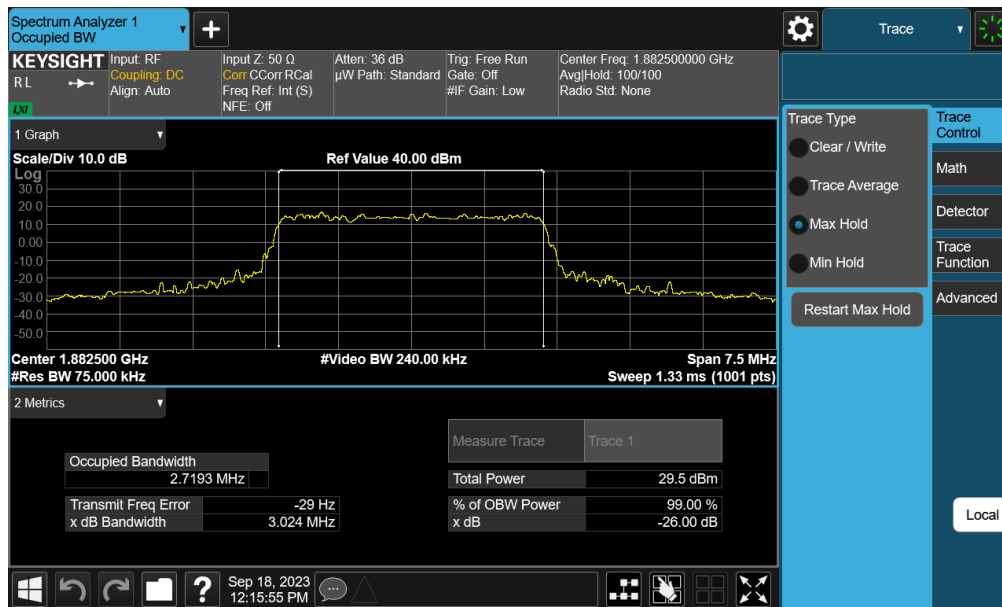 Spectrum Analyzer 1
Occupied BW
Trace
KEYSIGHT
R L
LXI
Input: RF
Coupling: DC
Align: Auto
Input Z: 50 Ω
Corr CCorr RCal
Freq Ref: Int (S)
NFE: Off
Atten: 36 dB
µW Path: Standard
Trig: Free Run
Gate: Off
#IF Gain: Low
Center Freq: 1.882500000 GHz
Avg|Hold: 100/100
Radio Std: None
1 Graph
Scale/Div 10.0 dB
Ref Value 40.00 dBm
Log
30.0
20.0
10.0
0.00
-10.0
-20.0
-30.0
-40.0
-50.0
Center 1.882500 GHz
#Video BW 240.00 kHz
Span 7.5 MHz
#Res BW 75.000 kHz
Sweep 1.33 ms (1001 pts)
2 Metrics
Measure Trace Trace 1
Occupied Bandwidth
2.7193 MHz
Total Power 29.5 dBm
Transmit Freq Error -29 Hz
% of OBW Power 99.00 %
x dB Bandwidth 3.024 MHz
x dB -26.00 dB
Trace Type
Clear / Write
Trace Average
Max Hold
Min Hold
Restart Max Hold
Trace
Control
Math
Detector
Trace
Function
Advanced
Local
?
Sep 18, 2023
12:15:55 PM